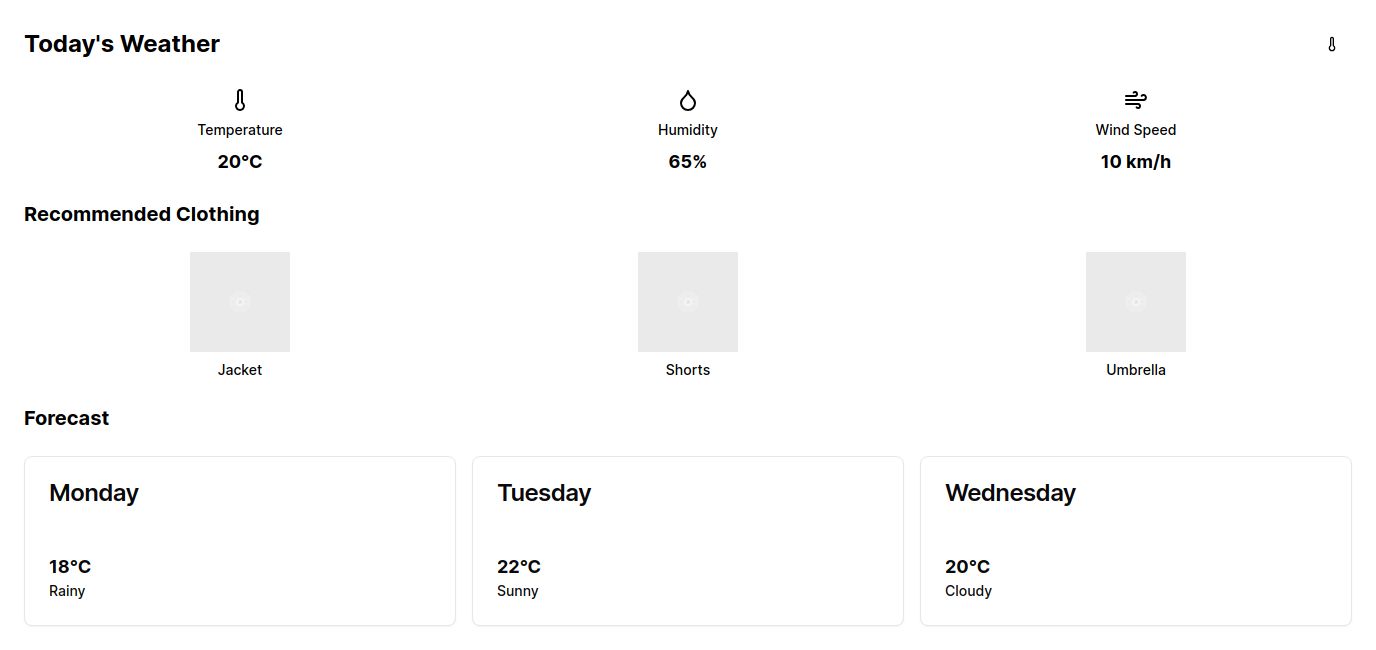 Today's Weather
Temperature
Humidity
Wind Speed
20°C
65%
10 km/h
Recommended Clothing
Jacket
Shorts
Umbrella
Forecast
Monday
Tuesday
Wednesday
18°C
22°C
20°C
Rainy
Sunny
Cloudy